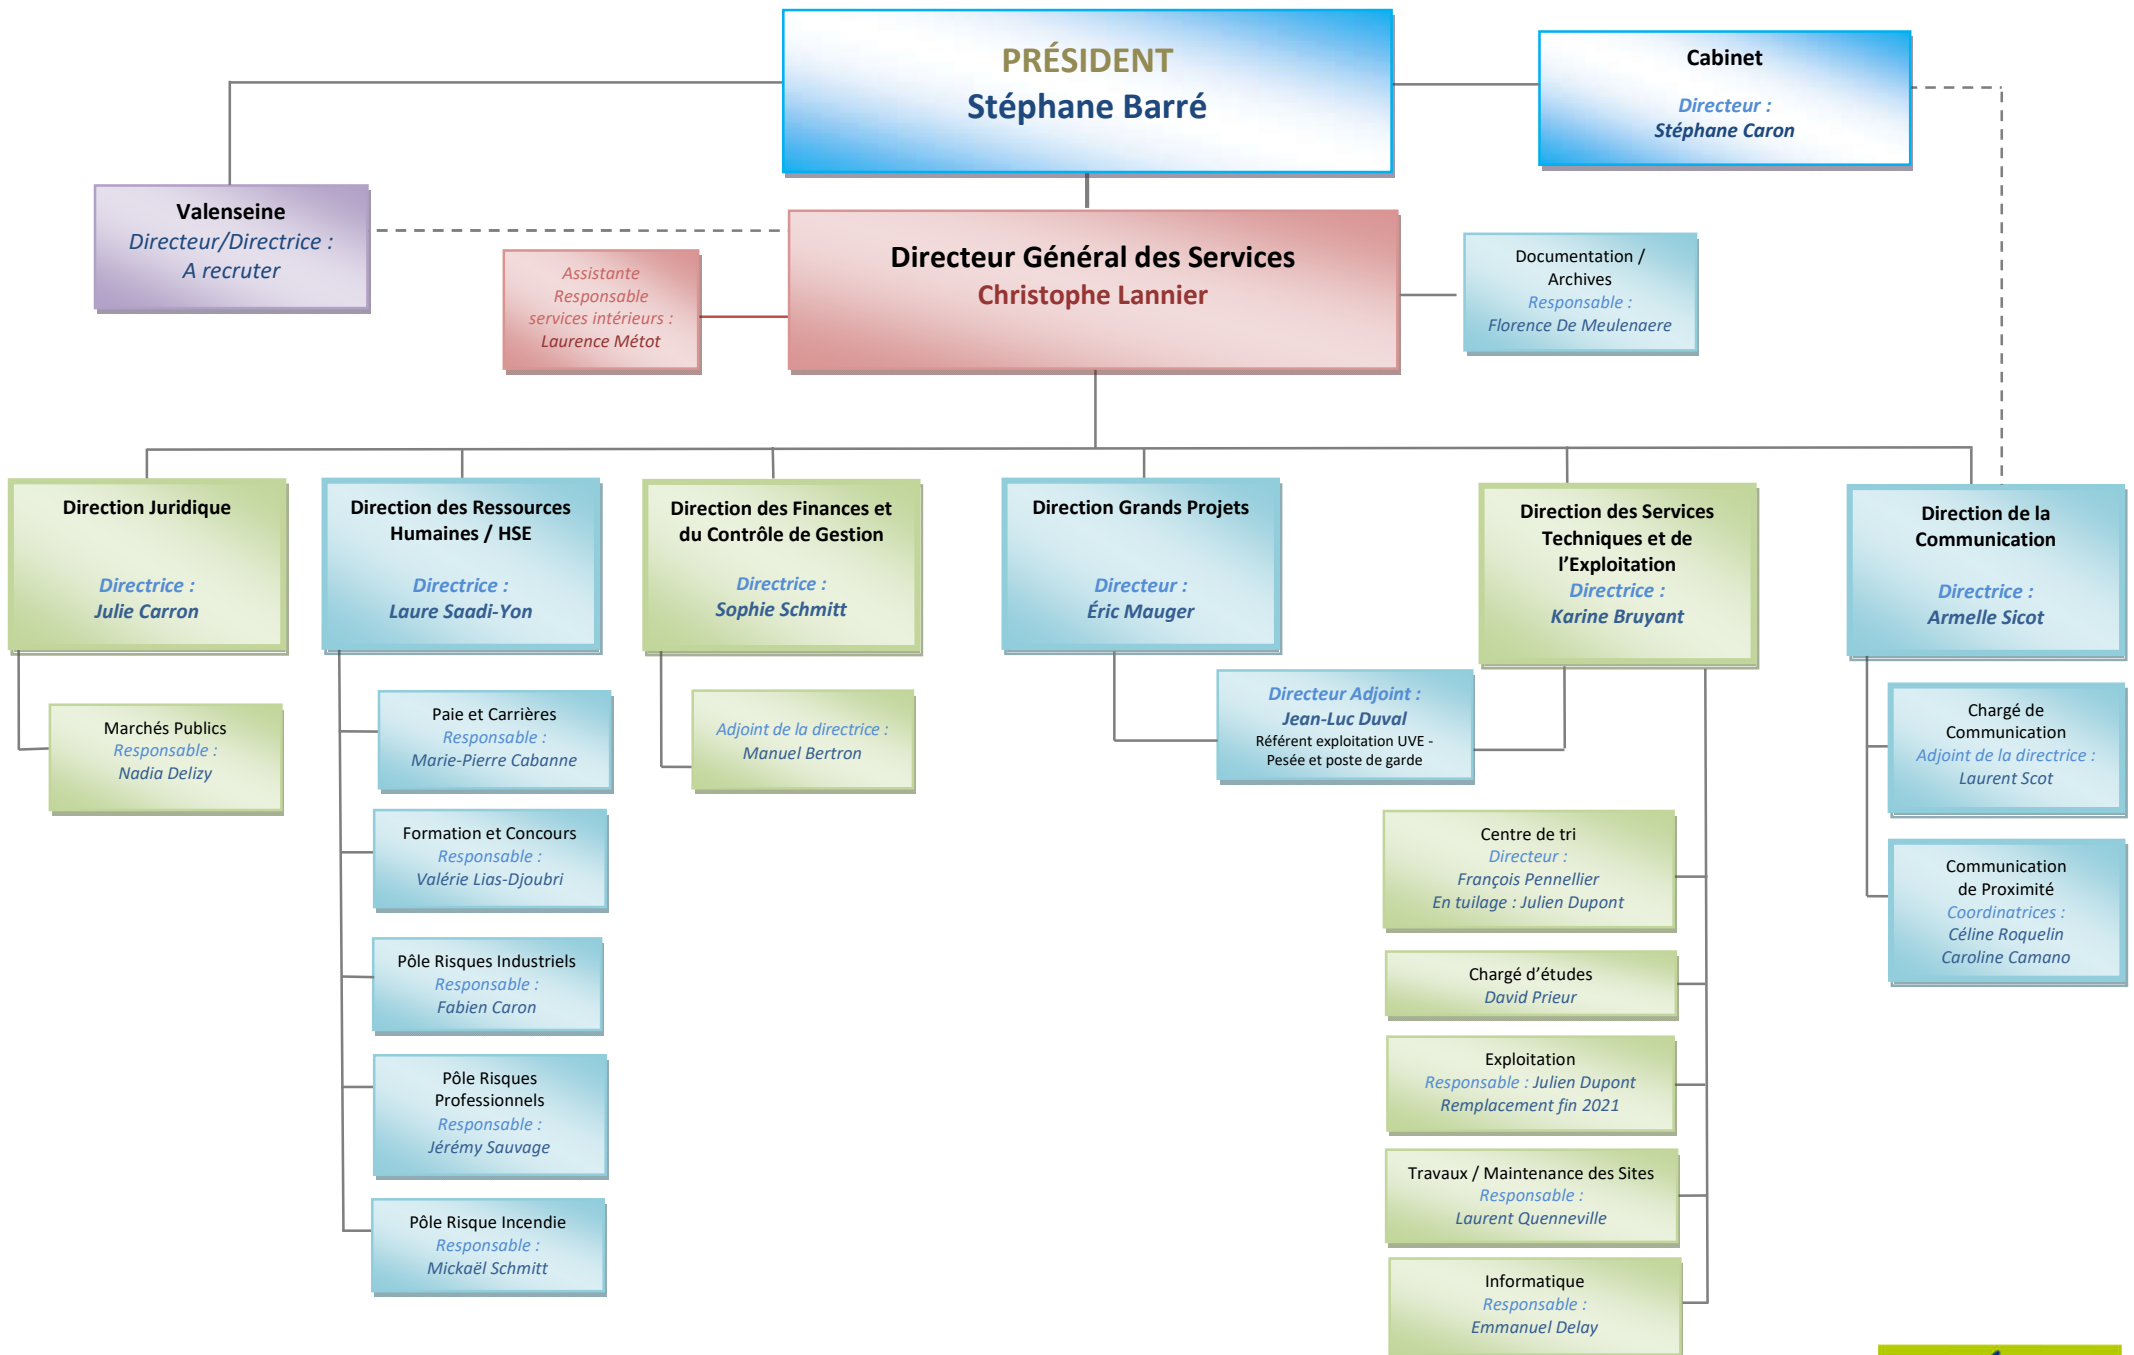 PRÉSIDENT
Stéphane Barré
Cabinet
Directeur :
Stéphane Caron
Valenseine
Directeur/Directrice :
A recruter
Assistante
Responsable
services intérieurs :
Laurence Métot
Directeur Général des Services
Christophe Lannier
Documentation /
Archives
Responsable :
Florence De Meulenaere
Direction Juridique
Directrice :
Julie Carron
Direction des Ressources
Humaines / HSE
Directrice :
Laure Saadi-Yon
Direction des Finances et
du Contrôle de Gestion
Directrice :
Sophie Schmitt
Direction Grands Projets
Directeur :
Éric Mauger
Direction des Services
Techniques et de
l’Exploitation
Directrice :
Karine Bruyant
Direction de la
Communication
Directrice :
Armelle Sicot
Marchés Publics
Responsable :
Nadia Delizy
Paie et Carrières
Responsable :
Marie-Pierre Cabanne
Formation et Concours
Responsable :
Valérie Lias-Djoubri
Pôle Risques Industriels
Responsable :
Fabien Caron
Pôle Risques
Professionnels
Responsable :
Jérémy Sauvage
Pôle Risque Incendie
Responsable :
Mickaël Schmitt
Adjoint de la directrice :
Manuel Bertron
Directeur Adjoint :
Jean-Luc Duval
Référent exploitation UVE -
Pesée et poste de garde
Centre de tri
Directeur :
François Pennellier
En tuilage : Julien Dupont
Chargé d’études
David Prieur
Exploitation
Responsable : Julien Dupont
Remplacement fin 2021
Travaux / Maintenance des Sites
Responsable :
Laurent Quenneville
Informatique
Responsable :
Emmanuel Delay
Chargé de
Communication
Adjoint de la directrice :
Laurent Scot
Communication
de Proximité
Coordinatrices :
Céline Roquelin
Caroline Camano